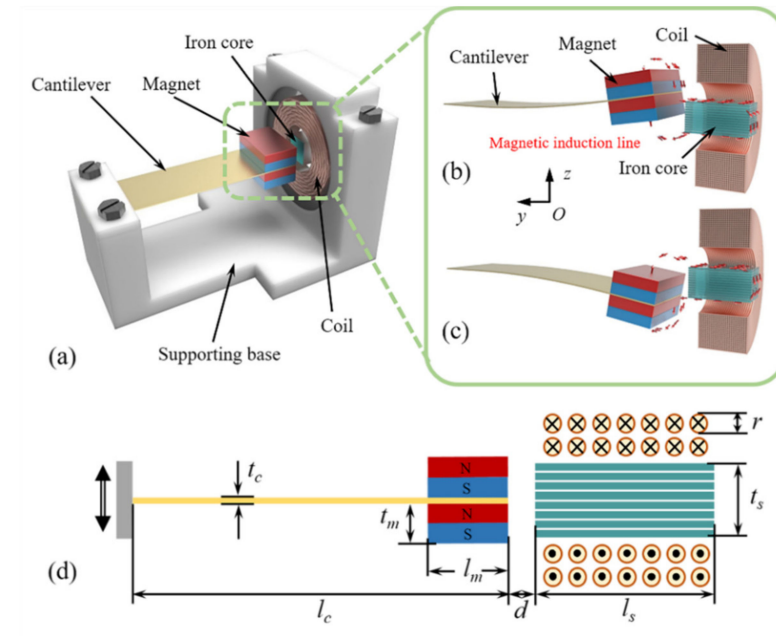 Iron core
Magnet
Cantilever
Coil
Supporting base
(a)
Coil
Magnet
Cantilever
Magnetic induction line
Iron core
(b)
z
y
O
(c)
r
t_c
N
S
N
S
t_m
t_s
l_m
(d)
l_c
d
l_s